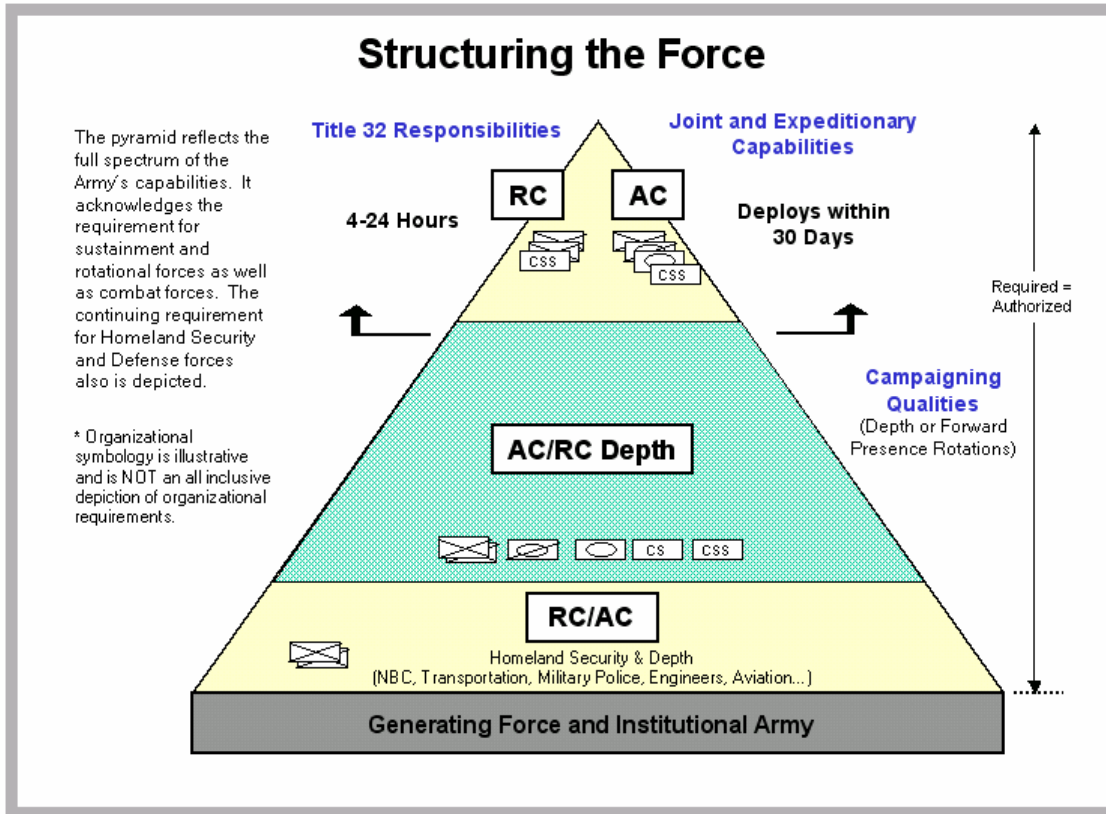 Structuring the Force
The pyramid reflects the
full spectrum of the
Army's capabilities. It
acknowledges the
requirement for
sustainment and
rotational forces as well
as combat forces. The
continuing requirement
for Homeland Security
and Defense forces
also is depicted.
* Organizational
symbology is illustrative
and is NOT an all inclusive
depiction of organizational
requirements.
Title 32 Responsibilities
Joint and Expeditionary
Capabilities
RC
AC
4-24 Hours
Deploys within
30 Days
CSS
CSS
Required =
Authorized
Campaigning
Qualities
(Depth or Forward
Presence Rotations)
AC/RC Depth
CS
CSS
RC/AC
Homeland Security & Depth
(NBC, Transportation, Military Police, Engineers, Aviation...)
Generating Force and Institutional Army